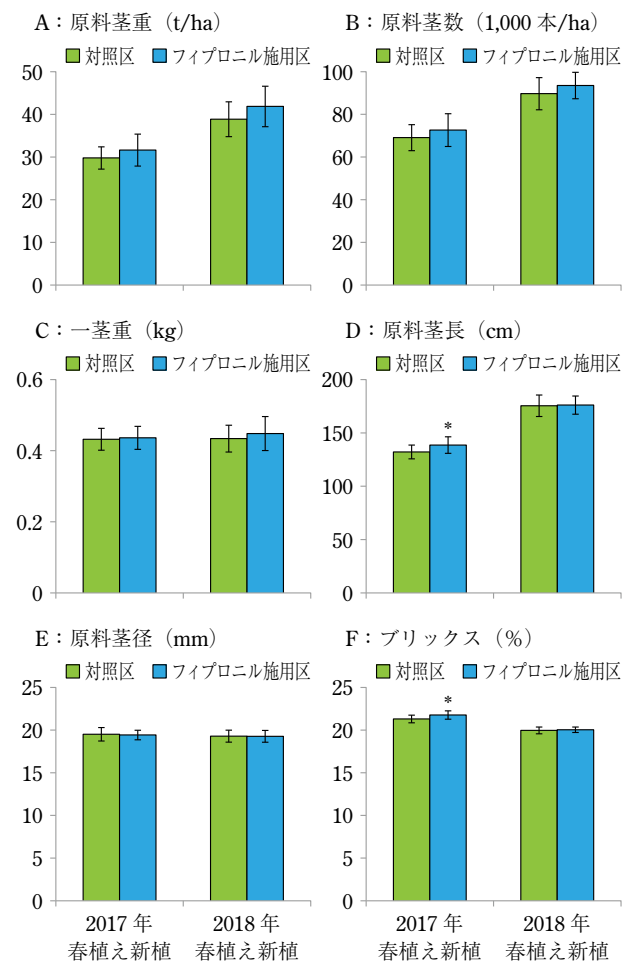 A：原料茎重（t/ha）
対照区 フィプロニル施用区
50
40
30
20
10
0
B：原料茎数（1,000 本/ha）
対照区 フィプロニル施用区
100
80
60
40
20
0
C：一茎重（kg）
対照区 フィプロニル施用区
0.6
0.4
0.2
0
D：原料茎長（cm）
対照区 フィプロニル施用区
200
150
100
50
0
*
E：原料茎径（mm）
対照区 フィプロニル施用区
25
20
15
10
5
0
2017 年 2018 年
春植え新植 春植え新植
F：ブリックス（%）
対照区 フィプロニル施用区
25
20
15
10
5
0
*
2017 年 2018 年
春植え新植 春植え新植